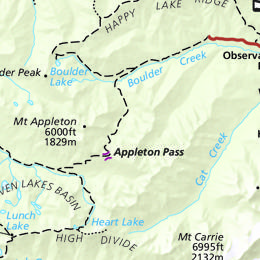 HAPPY LAKE RIDGE
Observa
Boulder Creek
der Peak
Boulder
Lake
Mt Appleton
6000ft
1829m
Cat Creek
Appleton Pass
VEN LAKES BASIN
Lunch
Lake
Heart Lake
HIGH DIVIDE
Mt Carrie
6995ft
2132m